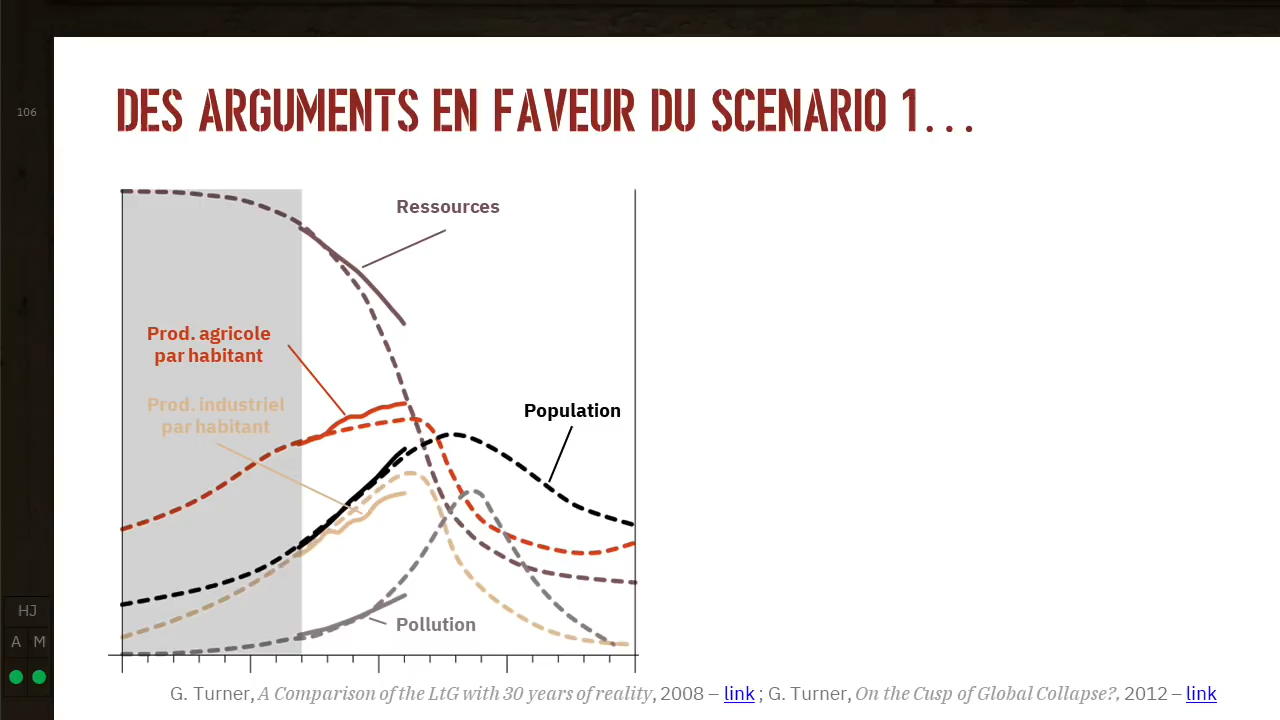 106
DES ARGUMENTS EN FAVEUR DU SCENARIO 1...
Ressources
Prod. agricole
par habitant
Prod. industriel
par habitant
Population
Pollution
HJ
A M
G. Turner, A Comparison of the LtG with 30 years of reality, 2008 – link ; G. Turner, On the Cusp of Global Collapse?, 2012 – link